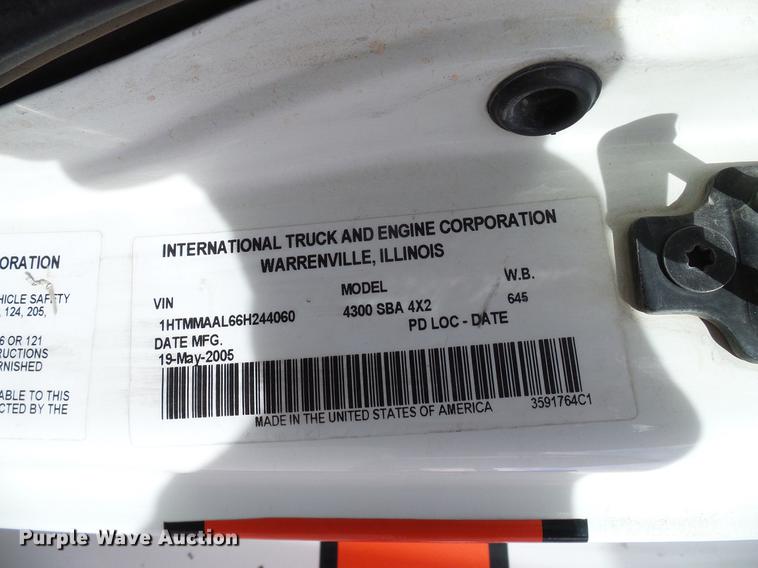 ORATION
HICLE SAFETY
, 124, 205,
6 OR 121
RUCTIONS
RNISHED
ABLE TO THIS
CTED BY THE
INTERNATIONAL TRUCK AND ENGINE CORPORATION
WARRENVILLE, ILLINOIS
VIN MODEL W.B.
1HTMMAAL66H244060 4300 SBA 4X2 645
DATE MFG. PD LOC - DATE
19-May-2005
MADE IN THE UNITED STATES OF AMERICA 3591764C1
Purple Wave Auction